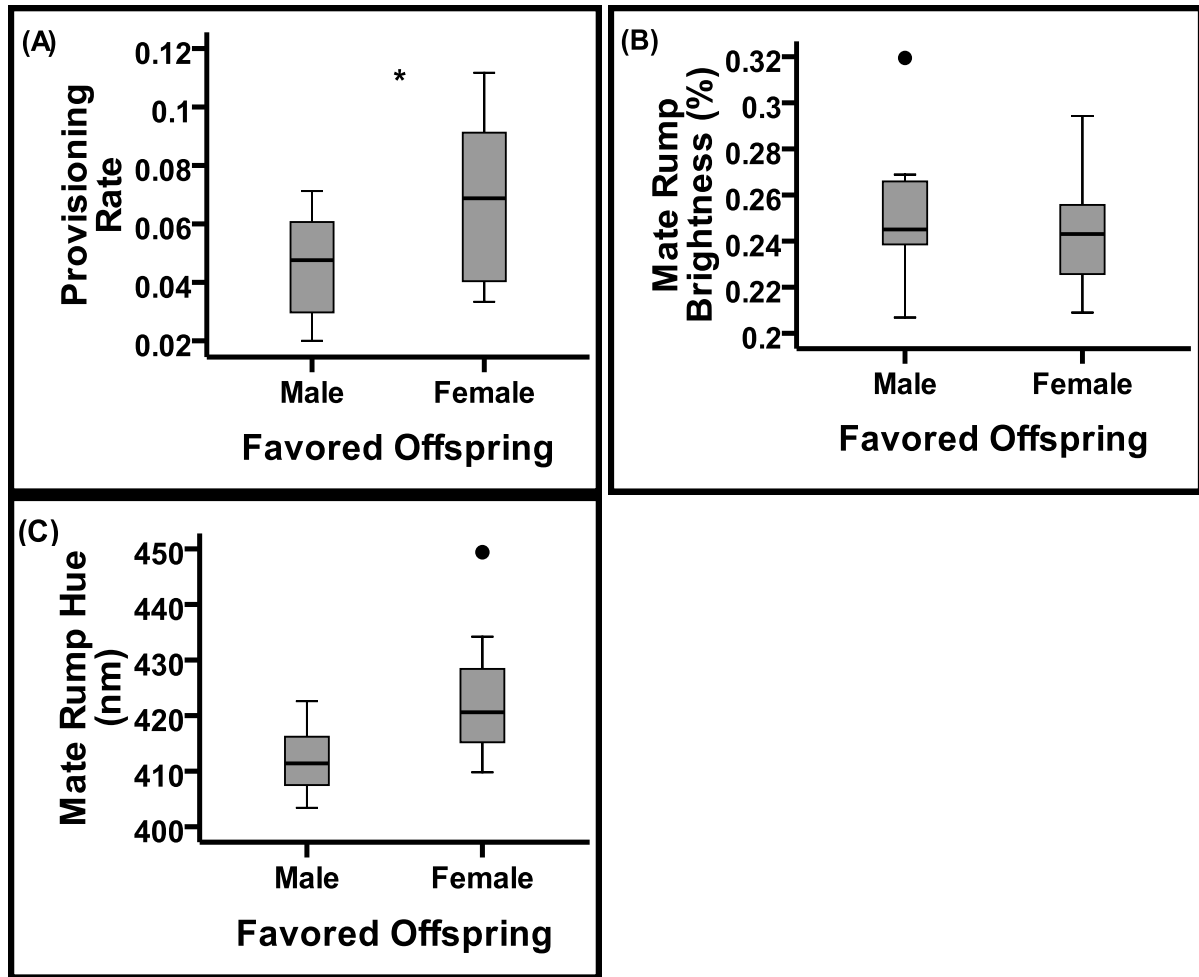 (A)
Provisioning
Rate
0.12
0.1
0.08
0.06
0.04
0.02
*
Male
Female
Favored Offspring
(B)
Mate Rump
Brightness (%)
0.32
0.3
0.28
0.26
0.24
0.22
0.2
Male
Female
Favored Offspring
(C)
Mate Rump Hue
(nm)
450
440
430
420
410
400
Male
Female
Favored Offspring